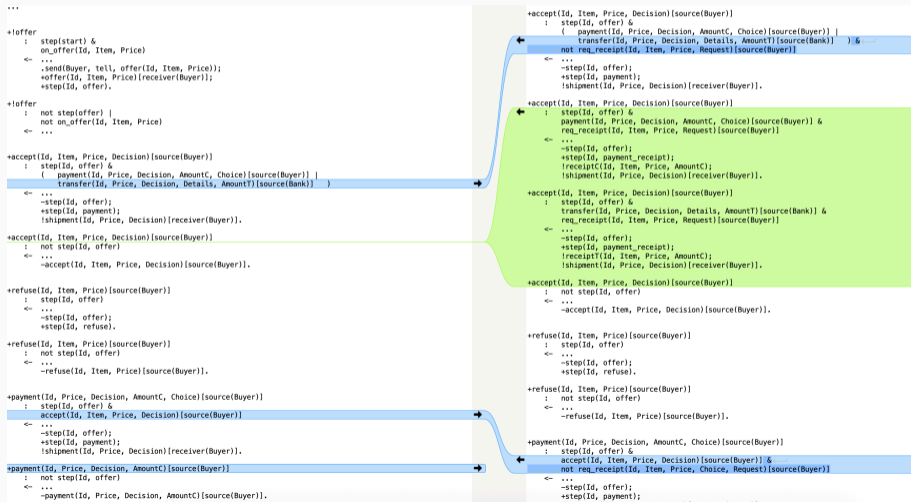 ...
+!offer
:   step(start) &
on_offer(Id, Item, Price)
<- ...
.send(Buyer, tell, offer(Id, Item, Price));
+offer(Id, Item, Price)[receiver(Buyer)];
+step(Id, offer).
+!offer
:   not step(offer) |
not on_offer(Id, Item, Price)
<- ...
+accept(Id, Item, Price, Decision)[source(Buyer)]
:   step(Id, offer) &
(   payment(Id, Price, Decision, AmountC, Choice)[source(Buyer)] |
transfer(Id, Price, Decision, Details, AmountT)[source(Bank)]   )
<- ...
-step(Id, offer);
+step(Id, payment);
!shipment(Id, Price, Decision)[receiver(Buyer)].
+accept(Id, Item, Price, Decision)[source(Buyer)]
:   not step(Id, offer)
<- ...
-accept(Id, Item, Price, Decision)[source(Buyer)].
+refuse(Id, Item, Price)[source(Buyer)]
:   step(Id, offer)
<- ...
-step(Id, offer);
+step(Id, refuse).
+refuse(Id, Item, Price)[source(Buyer)]
:   not step(Id, offer)
<- ...
-refuse(Id, Item, Price)[source(Buyer)].
+payment(Id, Price, Decision, AmountC, Choice)[source(Buyer)]
:   step(Id, offer) &
accept(Id, Item, Price, Decision)[source(Buyer)]
<- ...
-step(Id, offer);
+step(Id, payment);
!shipment(Id, Price, Decision)[receiver(Buyer)].
+payment(Id, Price, Decision, AmountC)[source(Buyer)]
:   not step(Id, offer)
<- ...
-payment(Id, Price, Decision, AmountC)[source(Buyer)].
+accept(Id, Item, Price, Decision)[source(Buyer)]
:   step(Id, offer) &
(   payment(Id, Price, Decision, AmountC, Choice)[source(Buyer)] |
transfer(Id, Price, Decision, Details, AmountT)[source(Bank)]   ) &
not req_receipt(Id, Item, Price, Request)[source(Buyer)]
<- ...
-step(Id, offer);
+step(Id, payment);
!shipment(Id, Price, Decision)[receiver(Buyer)].
+accept(Id, Item, Price, Decision)[source(Buyer)]
:   step(Id, offer) &
payment(Id, Price, Decision, AmountC, Choice)[source(Buyer)] &
req_receipt(Id, Item, Price, Request)[source(Buyer)]
<- ...
-step(Id, offer);
+step(Id, payment_receipt);
!receiptC(Id, Item, Price, AmountC);
!shipment(Id, Price, Decision)[receiver(Buyer)].
+accept(Id, Item, Price, Decision)[source(Buyer)]
:   step(Id, offer) &
transfer(Id, Price, Decision, Details, AmountT)[source(Bank)] &
req_receipt(Id, Item, Price, Request)[source(Buyer)]
<- ...
-step(Id, offer);
+step(Id, payment_receipt);
!receiptT(Id, Item, Price, AmountC);
!shipment(Id, Price, Decision)[receiver(Buyer)].
+accept(Id, Item, Price, Decision)[source(Buyer)]
:   not step(Id, offer)
<- ...
-accept(Id, Item, Price, Decision)[source(Buyer)].
+refuse(Id, Item, Price)[source(Buyer)]
:   step(Id, offer)
<- ...
-step(Id, offer);
+step(Id, refuse).
+refuse(Id, Item, Price)[source(Buyer)]
:   not step(Id, offer)
<- ...
-refuse(Id, Item, Price)[source(Buyer)].
+payment(Id, Price, Decision, AmountC, Choice)[source(Buyer)]
:   step(Id, offer) &
accept(Id, Item, Price, Decision)[source(Buyer)] &
not req_receipt(Id, Item, Price, Choice, Request)[source(Buyer)]
<- ...
-step(Id, offer);
+step(Id, payment);